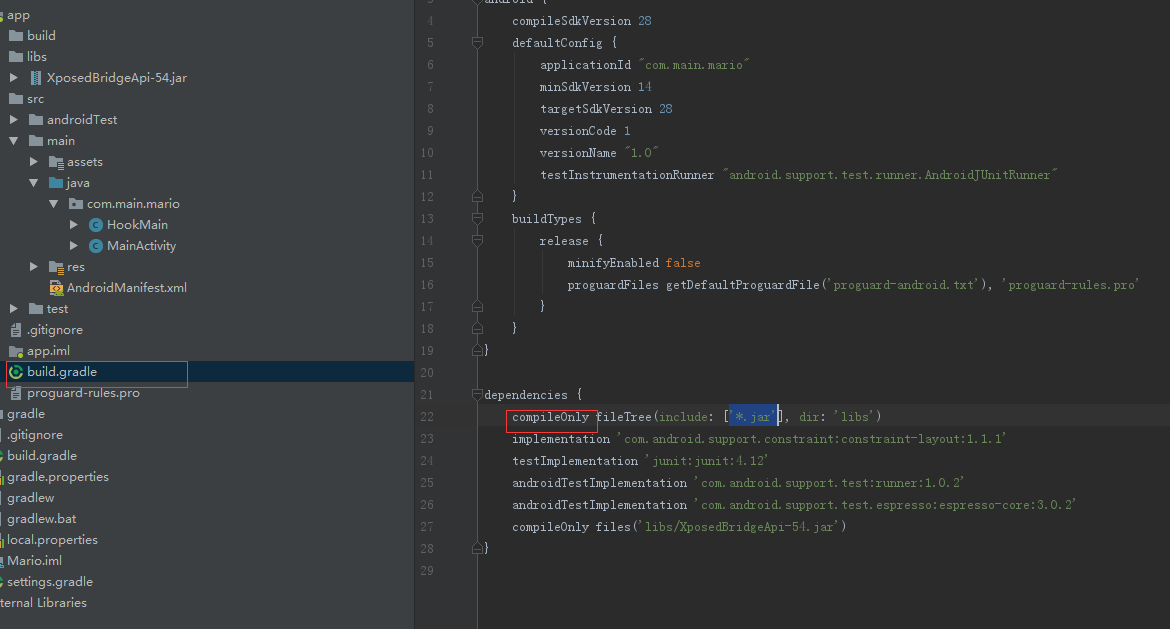 app
build
libs
XposedBridgeApi-54.jar
src
androidTest
main
assets
java
com.main.mario
HookMain
MainActivity
res
AndroidManifest.xml
test
.gitignore
app.iml
build.gradle
proguard-rules.pro
gradle
.gitignore
build.gradle
gradle.properties
gradlew
gradlew.bat
local.properties
Mario.iml
settings.gradle
ternal Libraries
3 android {
4 compileSdkVersion 28
5 defaultConfig {
6 applicationId "com.main.mario"
7 minSdkVersion 14
8 targetSdkVersion 28
9 versionCode 1
10 versionName "1.0"
11 testInstrumentationRunner "android.support.test.runner.AndroidJUnitRunner"
12 }
13 buildTypes {
14 release {
15 minifyEnabled false
16 proguardFiles getDefaultProguardFile('proguard-android.txt'), 'proguard-rules.pro'
17 }
18 }
19 }
20
21 dependencies {
22 compileOnly fileTree(include: ['*.jar'], dir: 'libs')
23 implementation 'com.android.support.constraint:constraint-layout:1.1.1'
24 testImplementation 'junit:junit:4.12'
25 androidTestImplementation 'com.android.support.test:runner:1.0.2'
26 androidTestImplementation 'com.android.support.test.espresso:espresso-core:3.0.2'
27 compileOnly files('libs/XposedBridgeApi-54.jar')
28 }
29